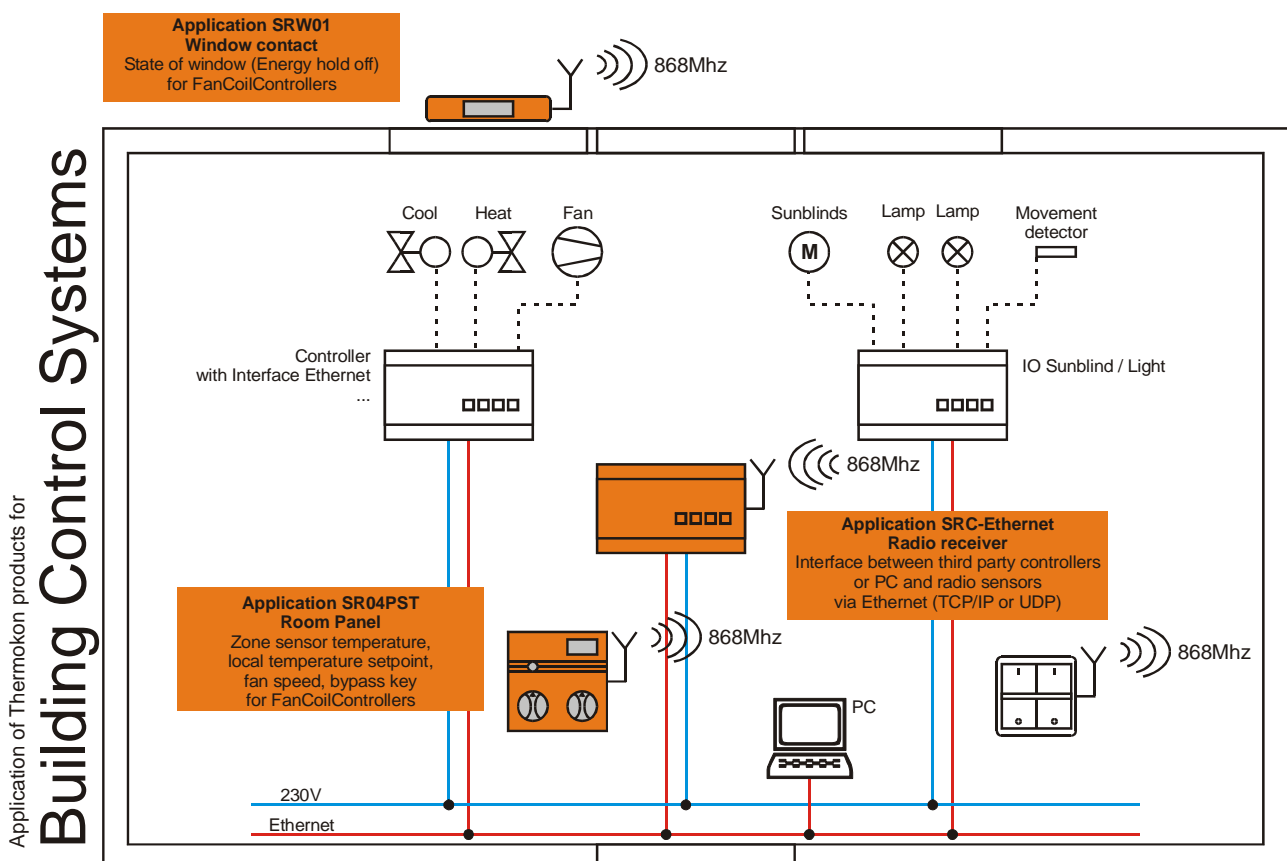 Application of Thermokon products for
Building Control Systems
Application SRW01
Window contact
State of window (Energy hold off)
for FanCoilControllers
868Mhz
Cool
Heat
Fan
Sunblinds
Lamp
Lamp
Movement
detector
M
Controller
with Interface Ethernet
...
IO Sunblind / Light
868Mhz
Application SRC-Ethernet
Radio receiver
Interface between third party controllers
or PC and radio sensors
via Ethernet (TCP/IP or UDP)
Application SR04PST
Room Panel
Zone sensor temperature,
local temperature setpoint,
fan speed, bypass key
for FanCoilControllers
868Mhz
868Mhz
PC
230V
Ethernet